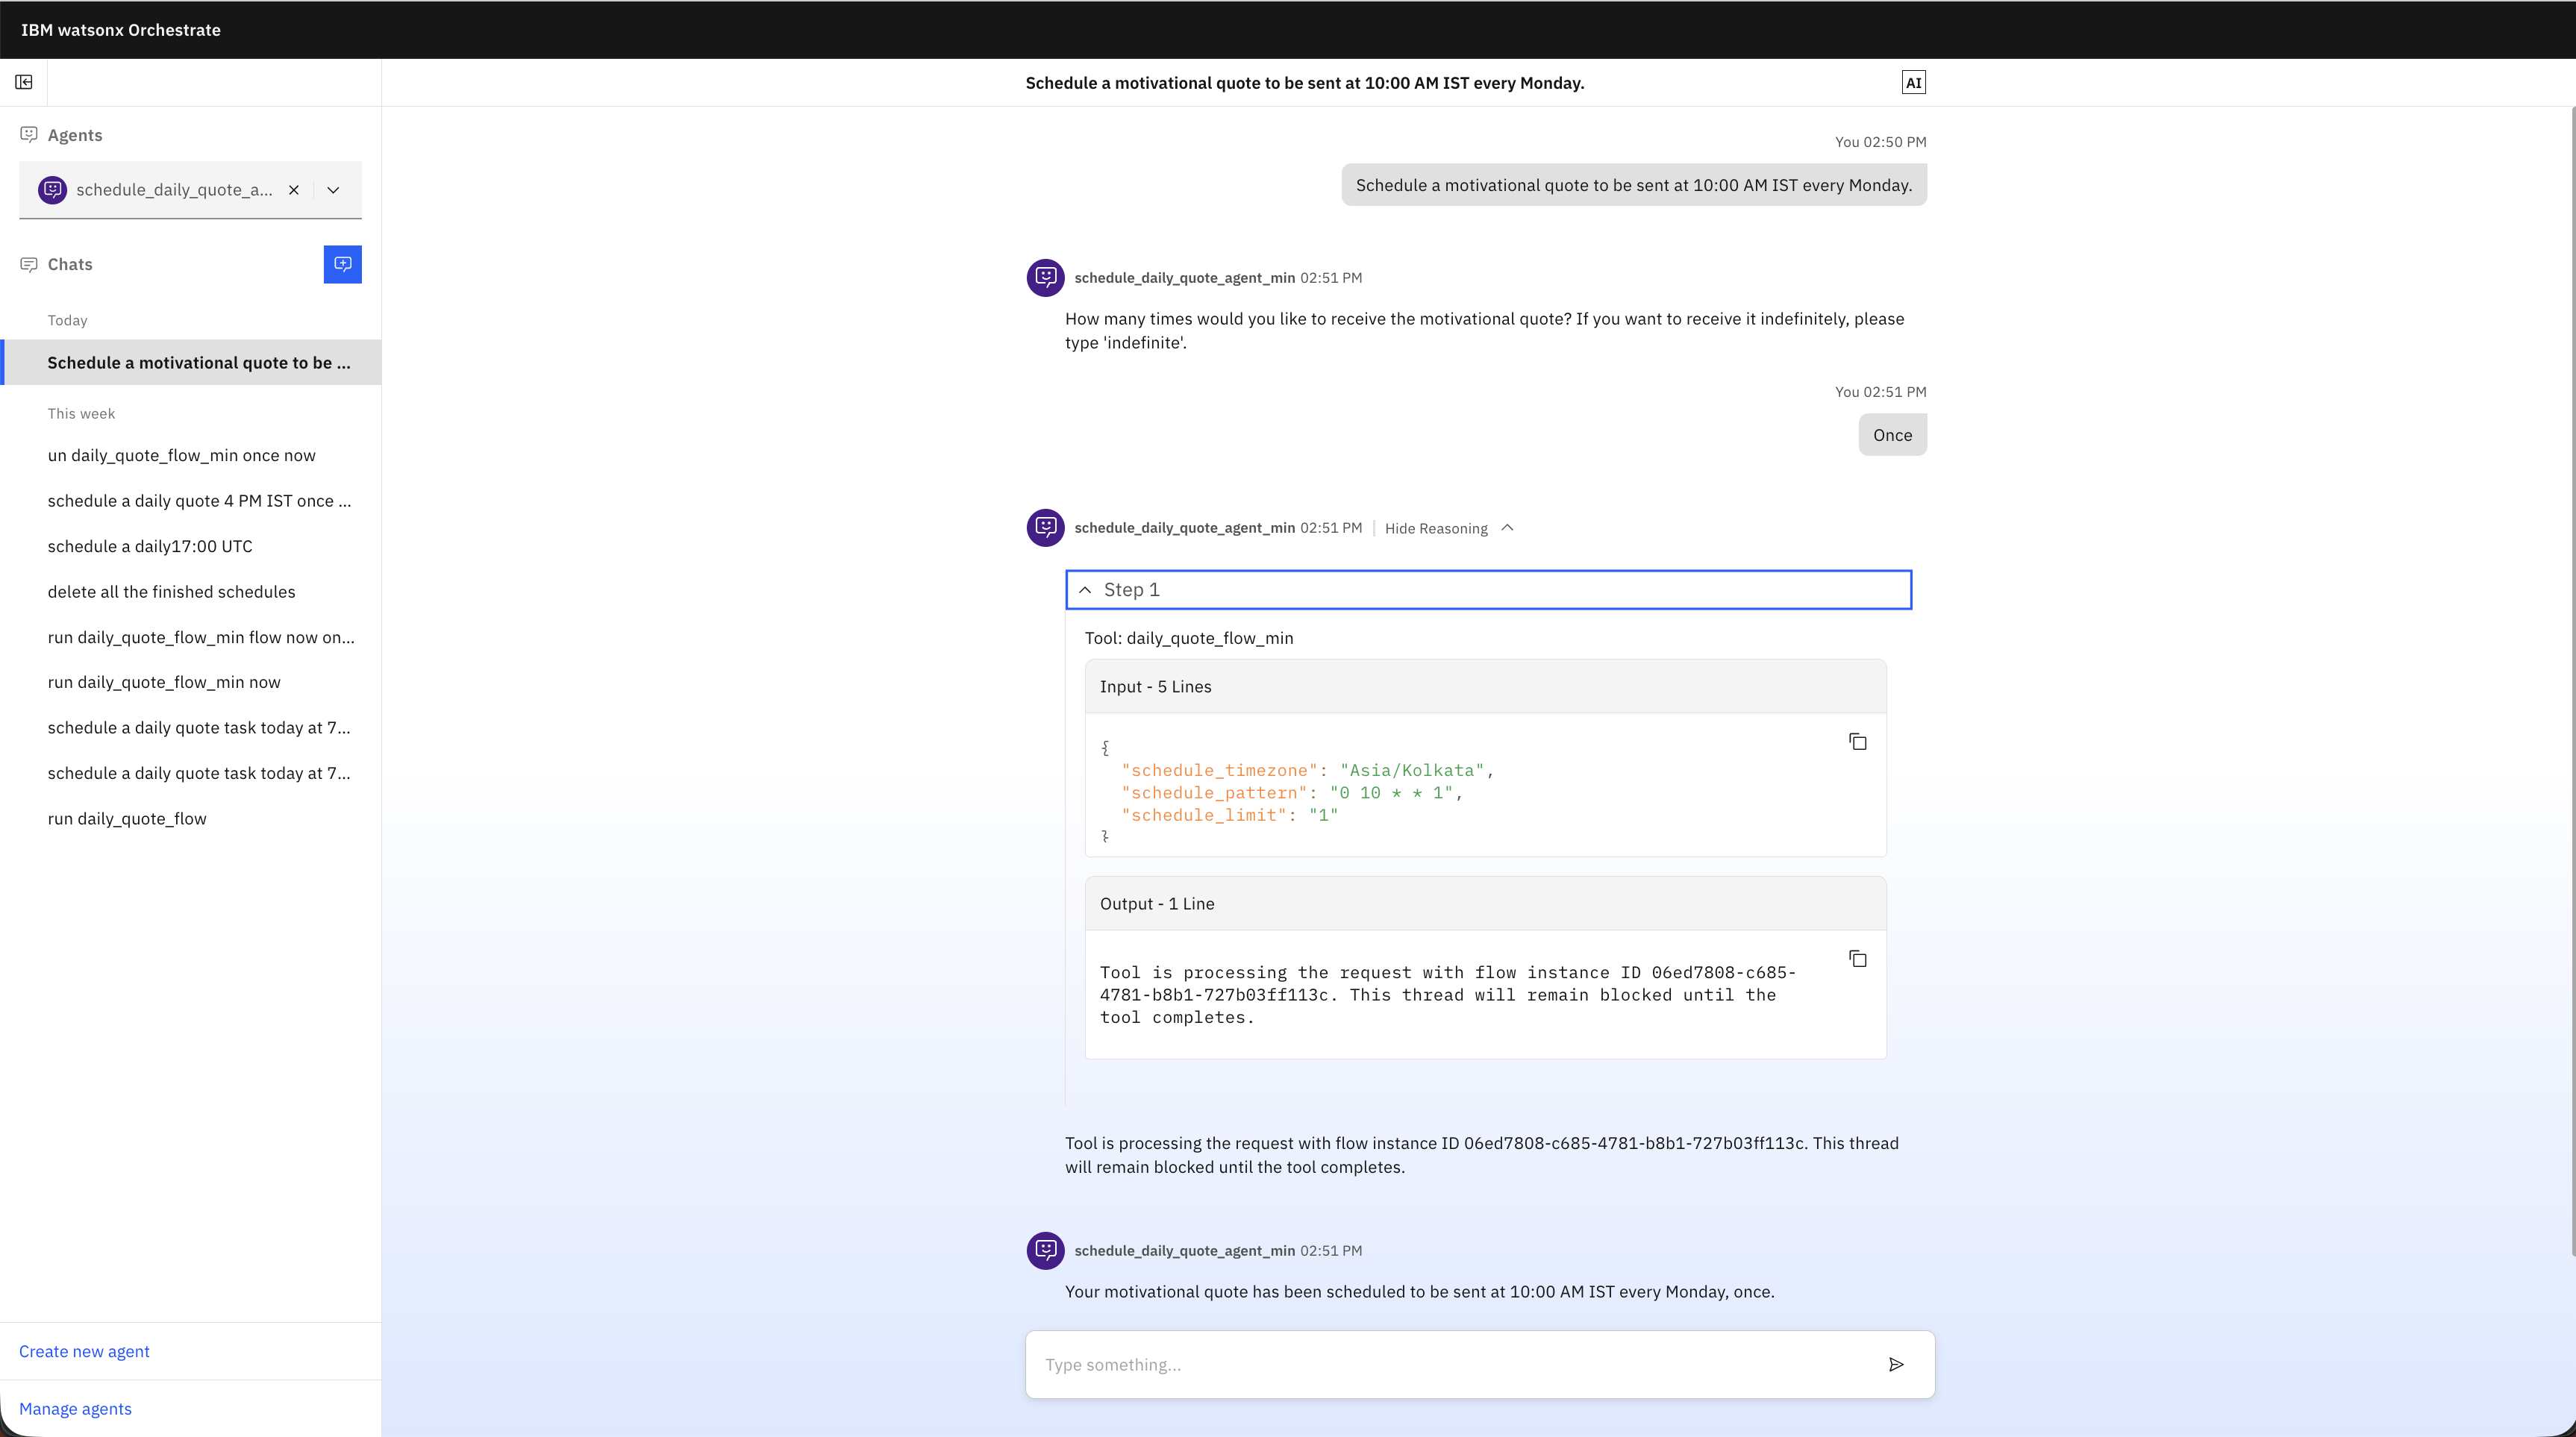 IBM watsonx Orchestrate
Schedule a motivational quote to be sent at 10:00 AM IST every Monday.
AI
Agents
schedule_daily_quote_a...
Chats
Today
Schedule a motivational quote to be ...
This week
un daily_quote_flow_min once now
schedule a daily quote 4 PM IST once ...
schedule a daily17:00 UTC
delete all the finished schedules
run daily_quote_flow_min flow now on...
run daily_quote_flow_min now
schedule a daily quote task today at 7...
schedule a daily quote task today at 7...
run daily_quote_flow
Create new agent
Manage agents
You 02:50 PM
Schedule a motivational quote to be sent at 10:00 AM IST every Monday.
schedule_daily_quote_agent_min 02:51 PM
How many times would you like to receive the motivational quote? If you want to receive it indefinitely, please
type 'indefinite'.
You 02:51 PM
Once
schedule_daily_quote_agent_min 02:51 PM | Hide Reasoning
Step 1
Tool: daily_quote_flow_min
Input - 5 Lines
{
"schedule_timezone": "Asia/Kolkata",
"schedule_pattern": "0 10 * * 1",
"schedule_limit": "1"
}
Output - 1 Line
Tool is processing the request with flow instance ID 06ed7808-c685-
4781-b8b1-727b03ff113c. This thread will remain blocked until the
tool completes.
Tool is processing the request with flow instance ID 06ed7808-c685-4781-b8b1-727b03ff113c. This thread
will remain blocked until the tool completes.
schedule_daily_quote_agent_min 02:51 PM
Your motivational quote has been scheduled to be sent at 10:00 AM IST every Monday, once.
Type something...